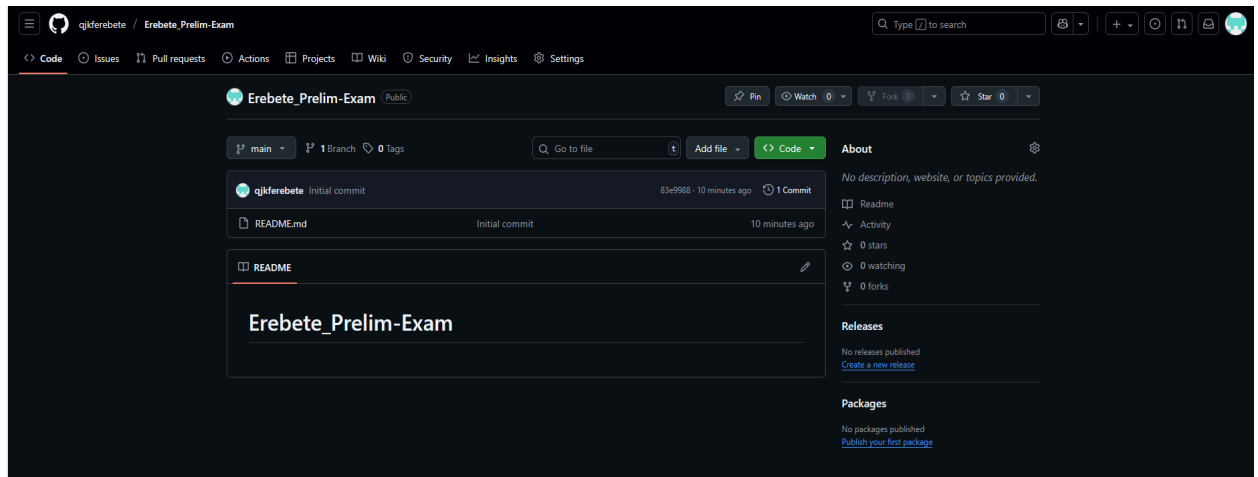 qjkferebete / Erebete_Prelim-Exam
Type / to search
Code Issues Pull requests Actions Projects Wiki Security Insights Settings
Erebete_Prelim-Exam Public
Pin Watch 0 Fork 0 Star 0
main 1 Branch 0 Tags
Go to file t
Add file Code
qjkferebete Initial commit 83e9988 · 10 minutes ago 1 Commit
README.md Initial commit 10 minutes ago
README
Erebete_Prelim-Exam
About
No description, website, or topics provided.
Readme
Activity
0 stars
0 watching
0 forks
Releases
No releases published
Create a new release
Packages
No packages published
Publish your first package